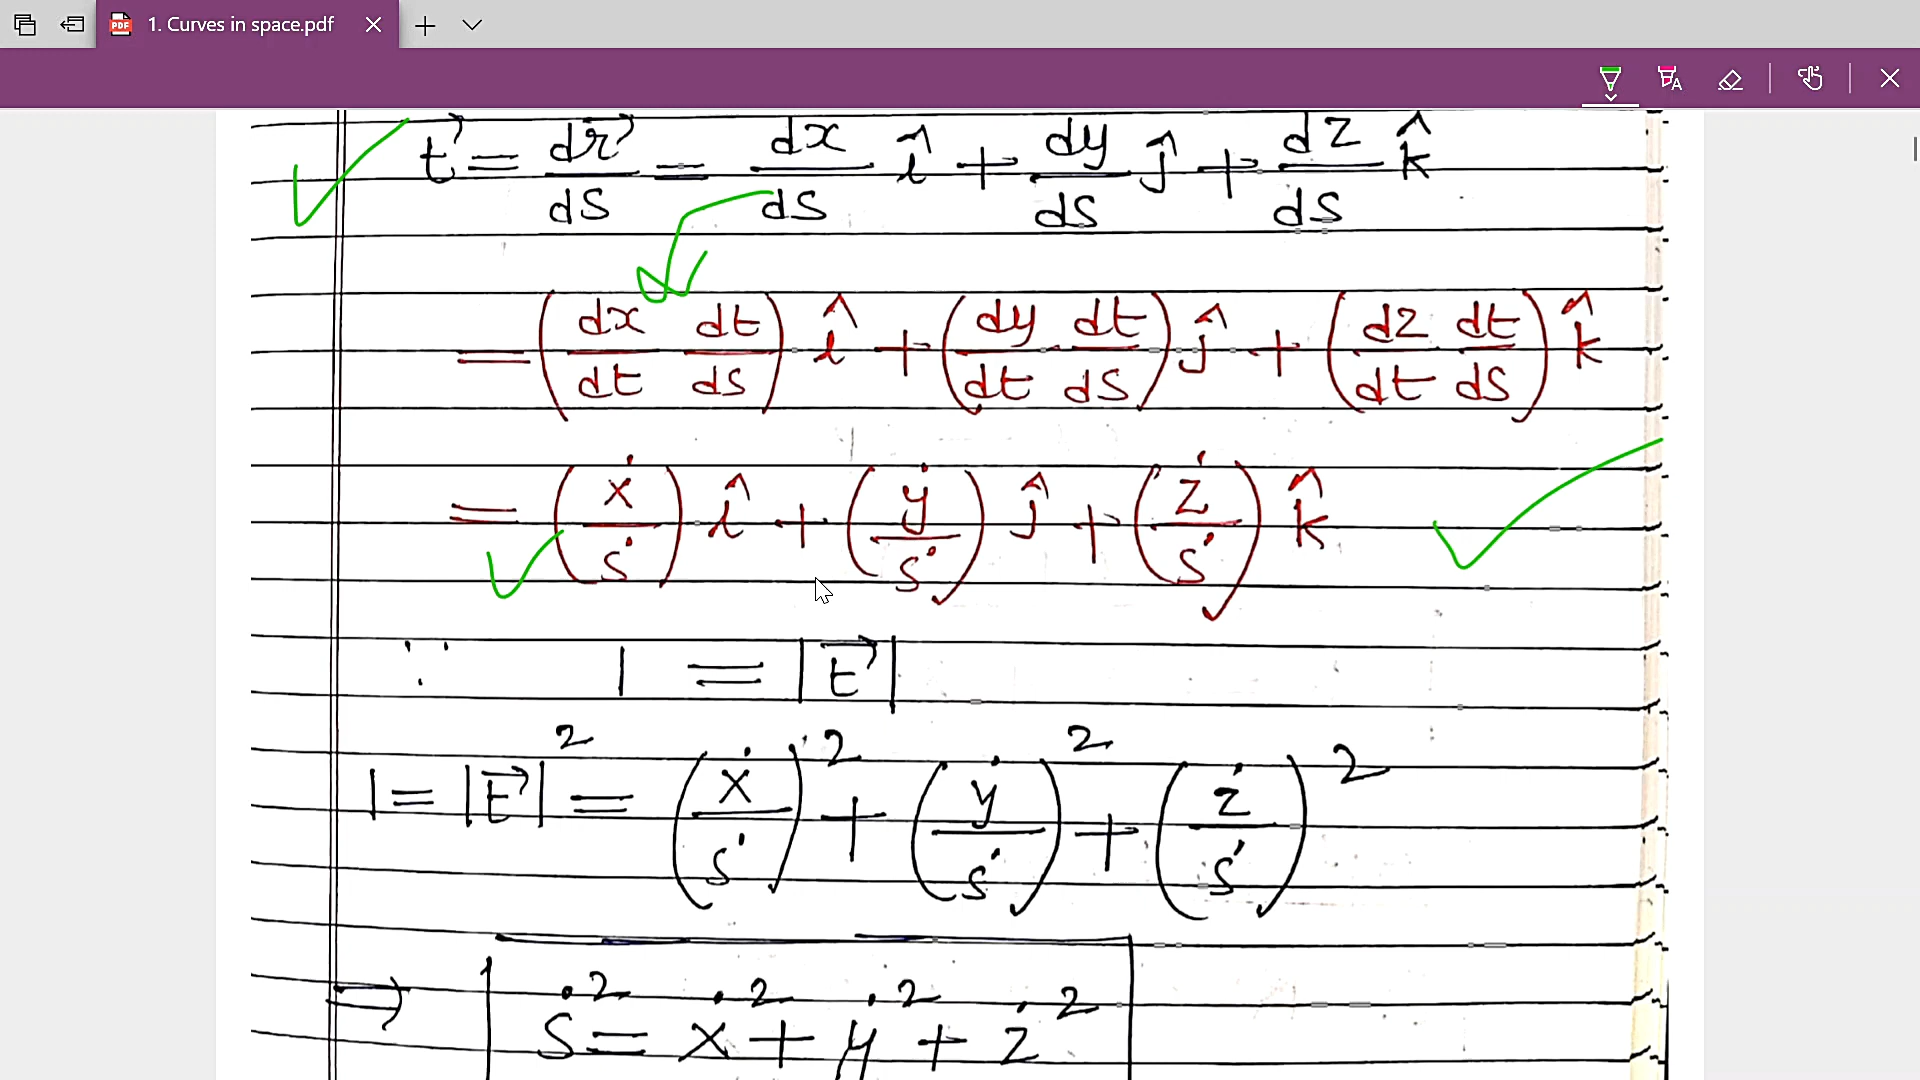 1. Curves in space.pdf
t⃗ = dr⃗/ds = dx/ds î + dy/ds ĵ + dz/ds k̂
= (dx/dt dt/ds) î + (dy/dt dt/ds) ĵ + (dz/dt dt/ds) k̂
= (ẋ/ṡ) î + (ẏ/ṡ) ĵ + (ż/ṡ) k̂
∵ 1 = |t⃗|
1 = |t⃗|² = (ẋ/ṡ)² + (ẏ/ṡ)² + (ż/ṡ)²
⇒ ṡ² = ẋ² + ẏ² + ż²